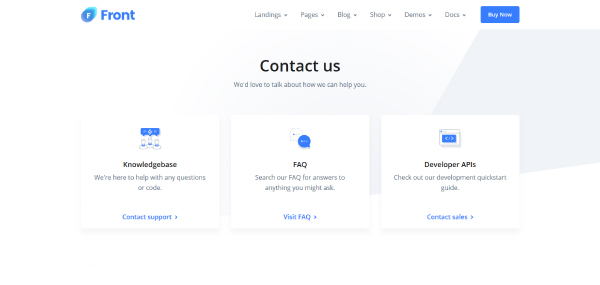 F Front Landings Pages Blog Shop Demos Docs Buy Now
Contact us
We'd love to talk about how we can help you.
Knowledgebase
We're here to help with any questions
or code.
Contact support
FAQ
Search our FAQ for answers to
anything you might ask.
Visit FAQ
Developer APIs
Check out our development quickstart
guide.
Contact sales